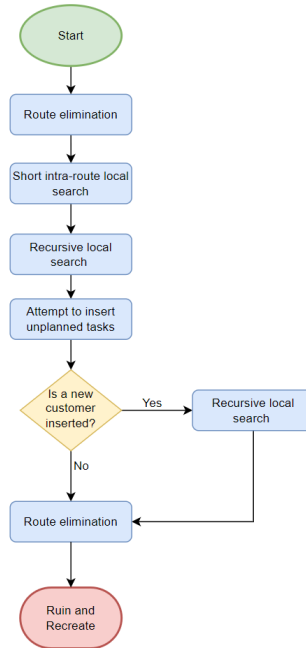 Start
Route elimination
Short intra-route local
search
Recursive local
search
Attempt to insert
unplanned tasks
Is a new
customer
inserted?
Yes
Recursive local
search
No
Route elimination
Ruin and
Recreate